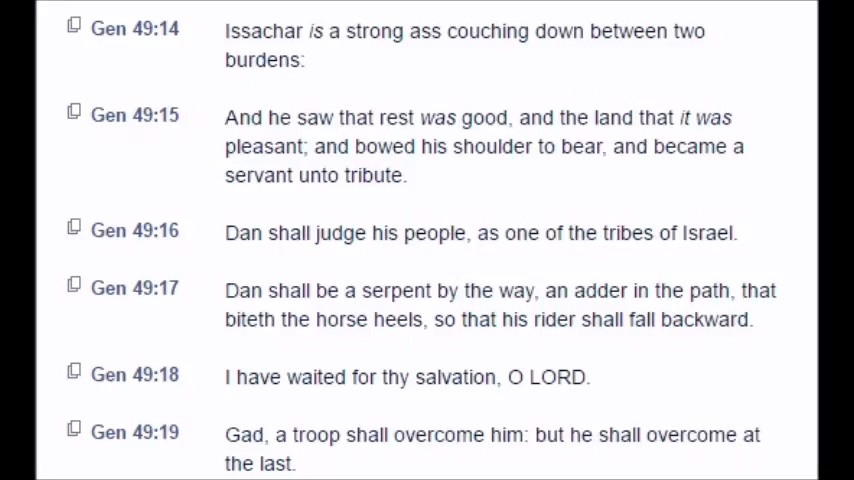 Gen 49:14 Issachar is a strong ass couching down between two
burdens:
Gen 49:15 And he saw that rest was good, and the land that it was
pleasant; and bowed his shoulder to bear, and became a
servant unto tribute.
Gen 49:16 Dan shall judge his people, as one of the tribes of Israel.
Gen 49:17 Dan shall be a serpent by the way, an adder in the path, that
biteth the horse heels, so that his rider shall fall backward.
Gen 49:18 I have waited for thy salvation, O LORD.
Gen 49:19 Gad, a troop shall overcome him: but he shall overcome at
the last.